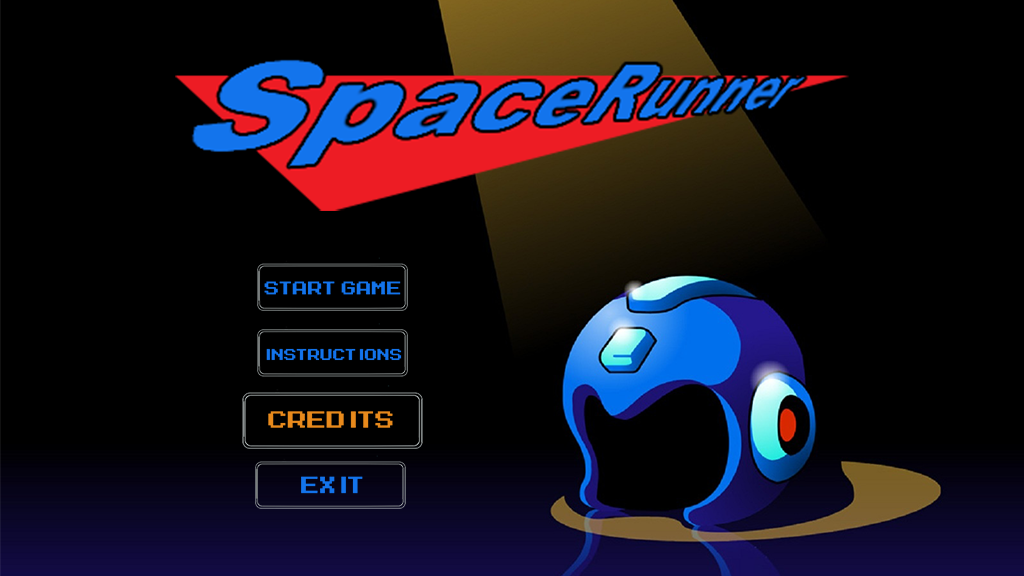 SpaceRunner
START GAME
INSTRUCTIONS
CREDITS
EXIT